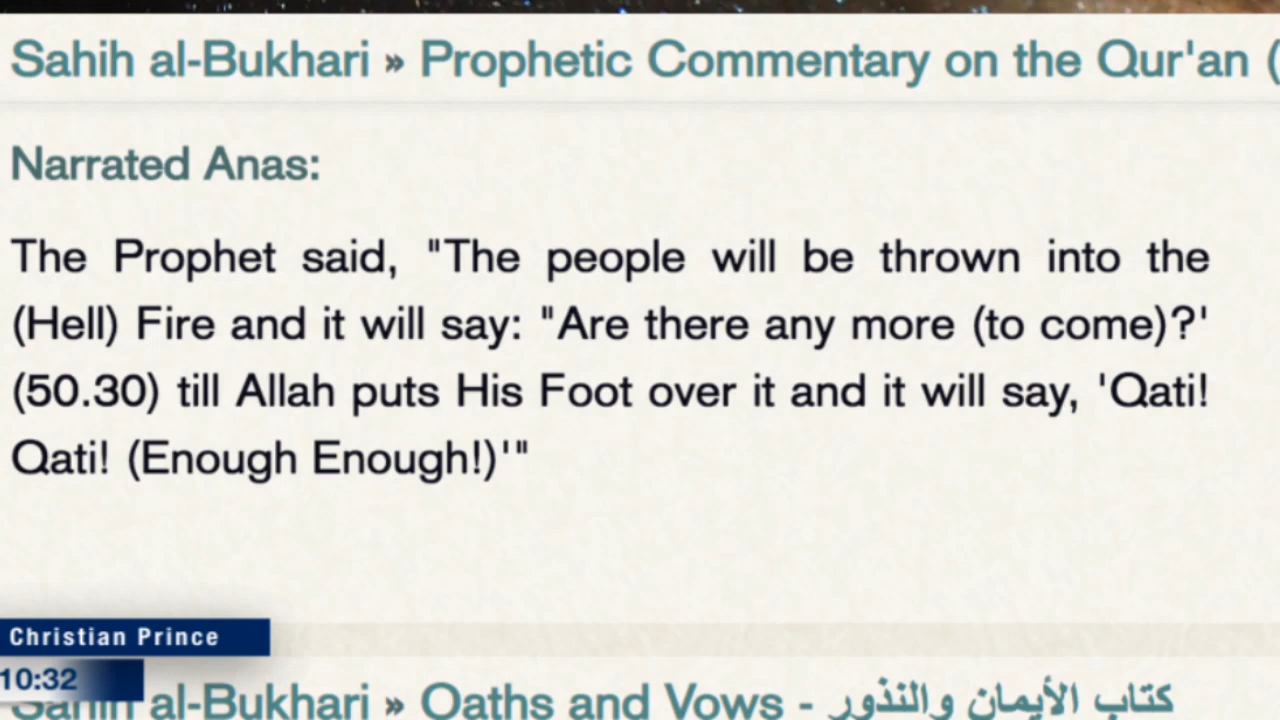 Sahih al-Bukhari » Prophetic Commentary on the Qur'an (
Narrated Anas:
The Prophet said, "The people will be thrown into the
(Hell) Fire and it will say: "Are there any more (to come)?'
(50.30) till Allah puts His Foot over it and it will say, 'Qati!
Qati! (Enough Enough!)'"
Christian Prince
10:32
Sahih al-Bukhari » Oaths and Vows - كتاب الأيمان والنذور